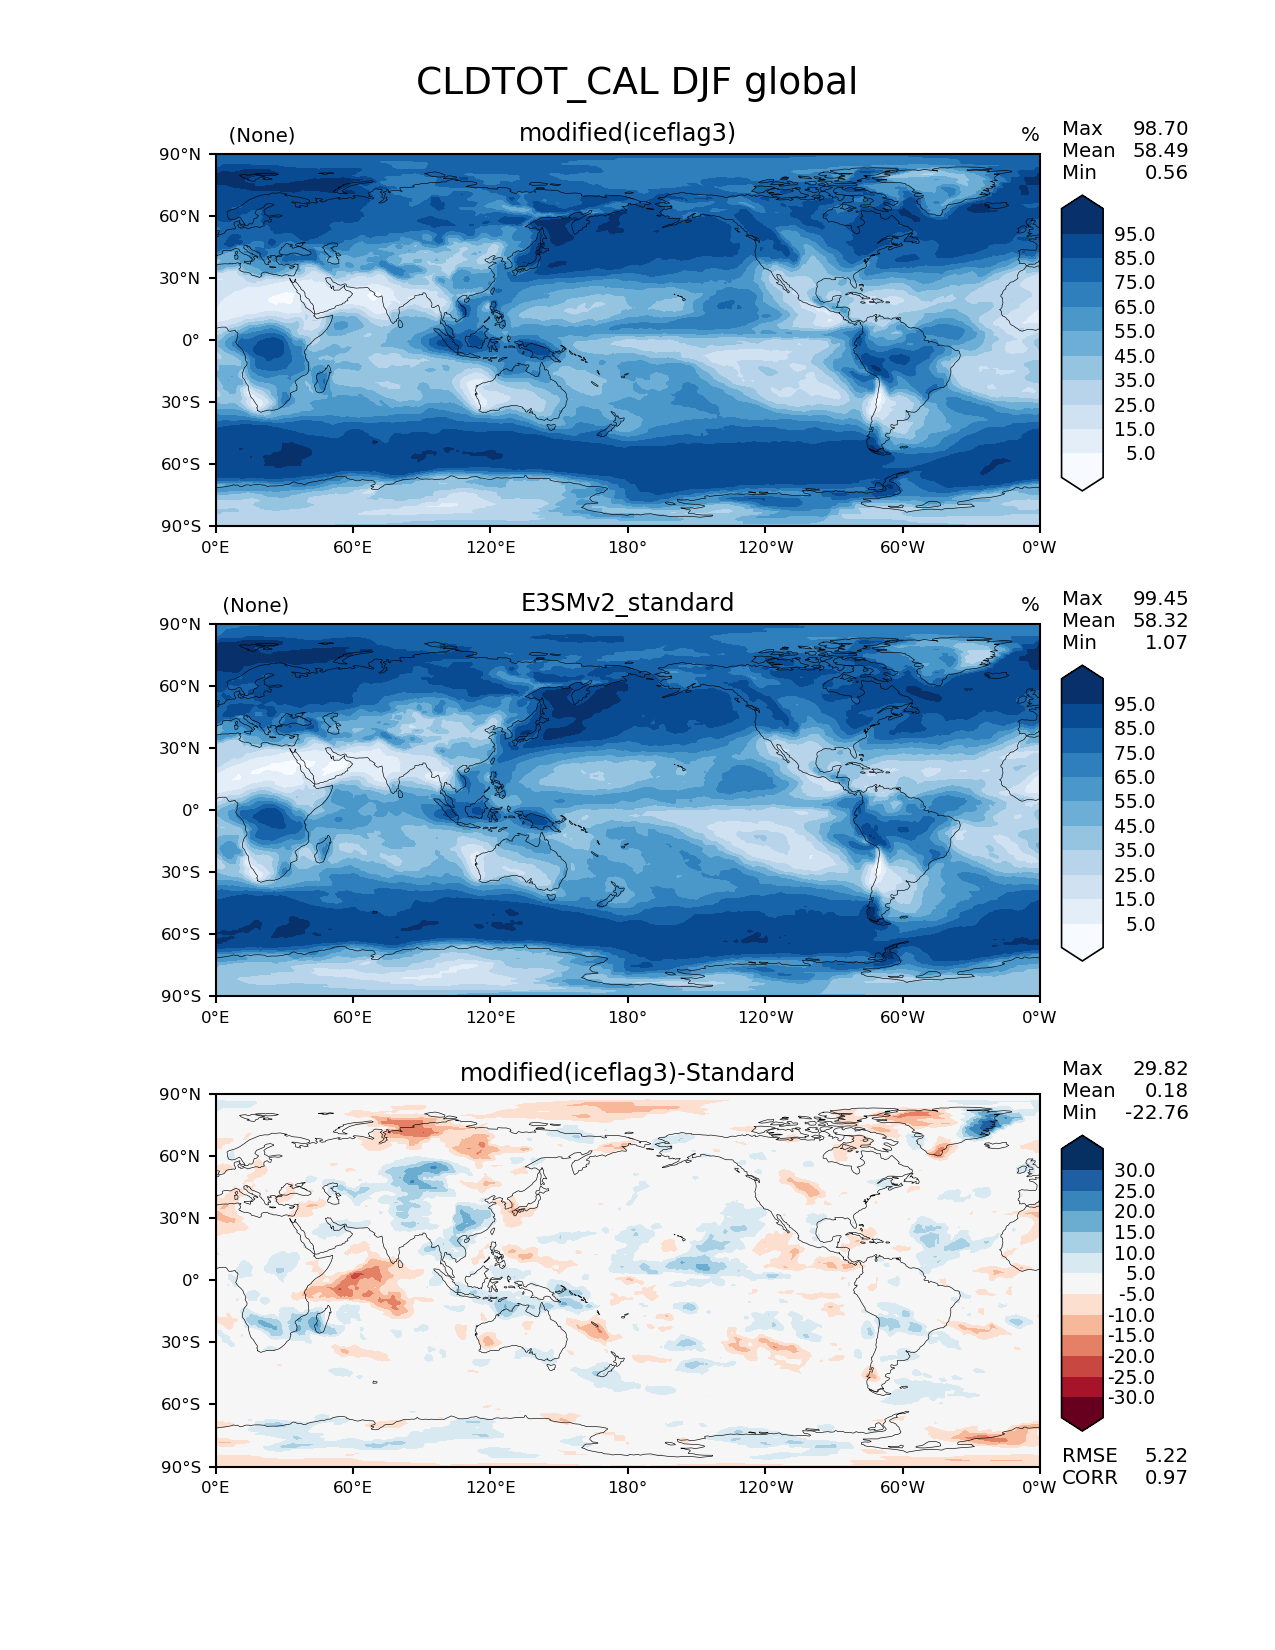 CLDTOT_CAL DJF global
(None) modified(iceflag3) %
Max 98.70
Mean 58.49
Min 0.56
90°N
60°N
30°N
0°
30°S
60°S
90°S
0°E 60°E 120°E 180° 120°W 60°W 0°W
95.0
85.0
75.0
65.0
55.0
45.0
35.0
25.0
15.0
5.0
(None) E3SMv2_standard %
Max 99.45
Mean 58.32
Min 1.07
90°N
60°N
30°N
0°
30°S
60°S
90°S
0°E 60°E 120°E 180° 120°W 60°W 0°W
95.0
85.0
75.0
65.0
55.0
45.0
35.0
25.0
15.0
5.0
modified(iceflag3)-Standard
Max 29.82
Mean 0.18
Min -22.76
90°N
60°N
30°N
0°
30°S
60°S
90°S
0°E 60°E 120°E 180° 120°W 60°W 0°W
30.0
25.0
20.0
15.0
10.0
5.0
-5.0
-10.0
-15.0
-20.0
-25.0
-30.0
RMSE 5.22
CORR 0.97